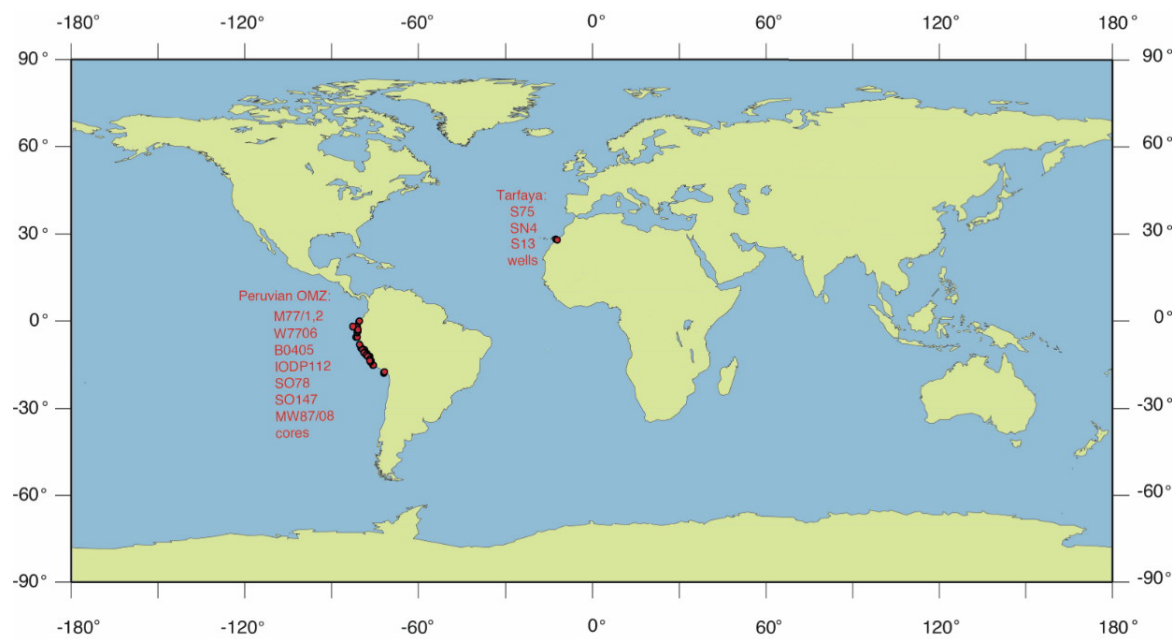 -180° -120° -60° 0° 60° 120° 180°
90° 90°
60° 60°
Tarfaya:
S75
SN4
30° S13 30°
wells
Peruvian OMZ:
M77/1,2
0° 0°
W7706
B0405
IODP112
SO78
SO147
-30° MW87/08 -30°
cores
-60° -60°
-90° -90°
-180° -120° -60° 0° 60° 120° 180°